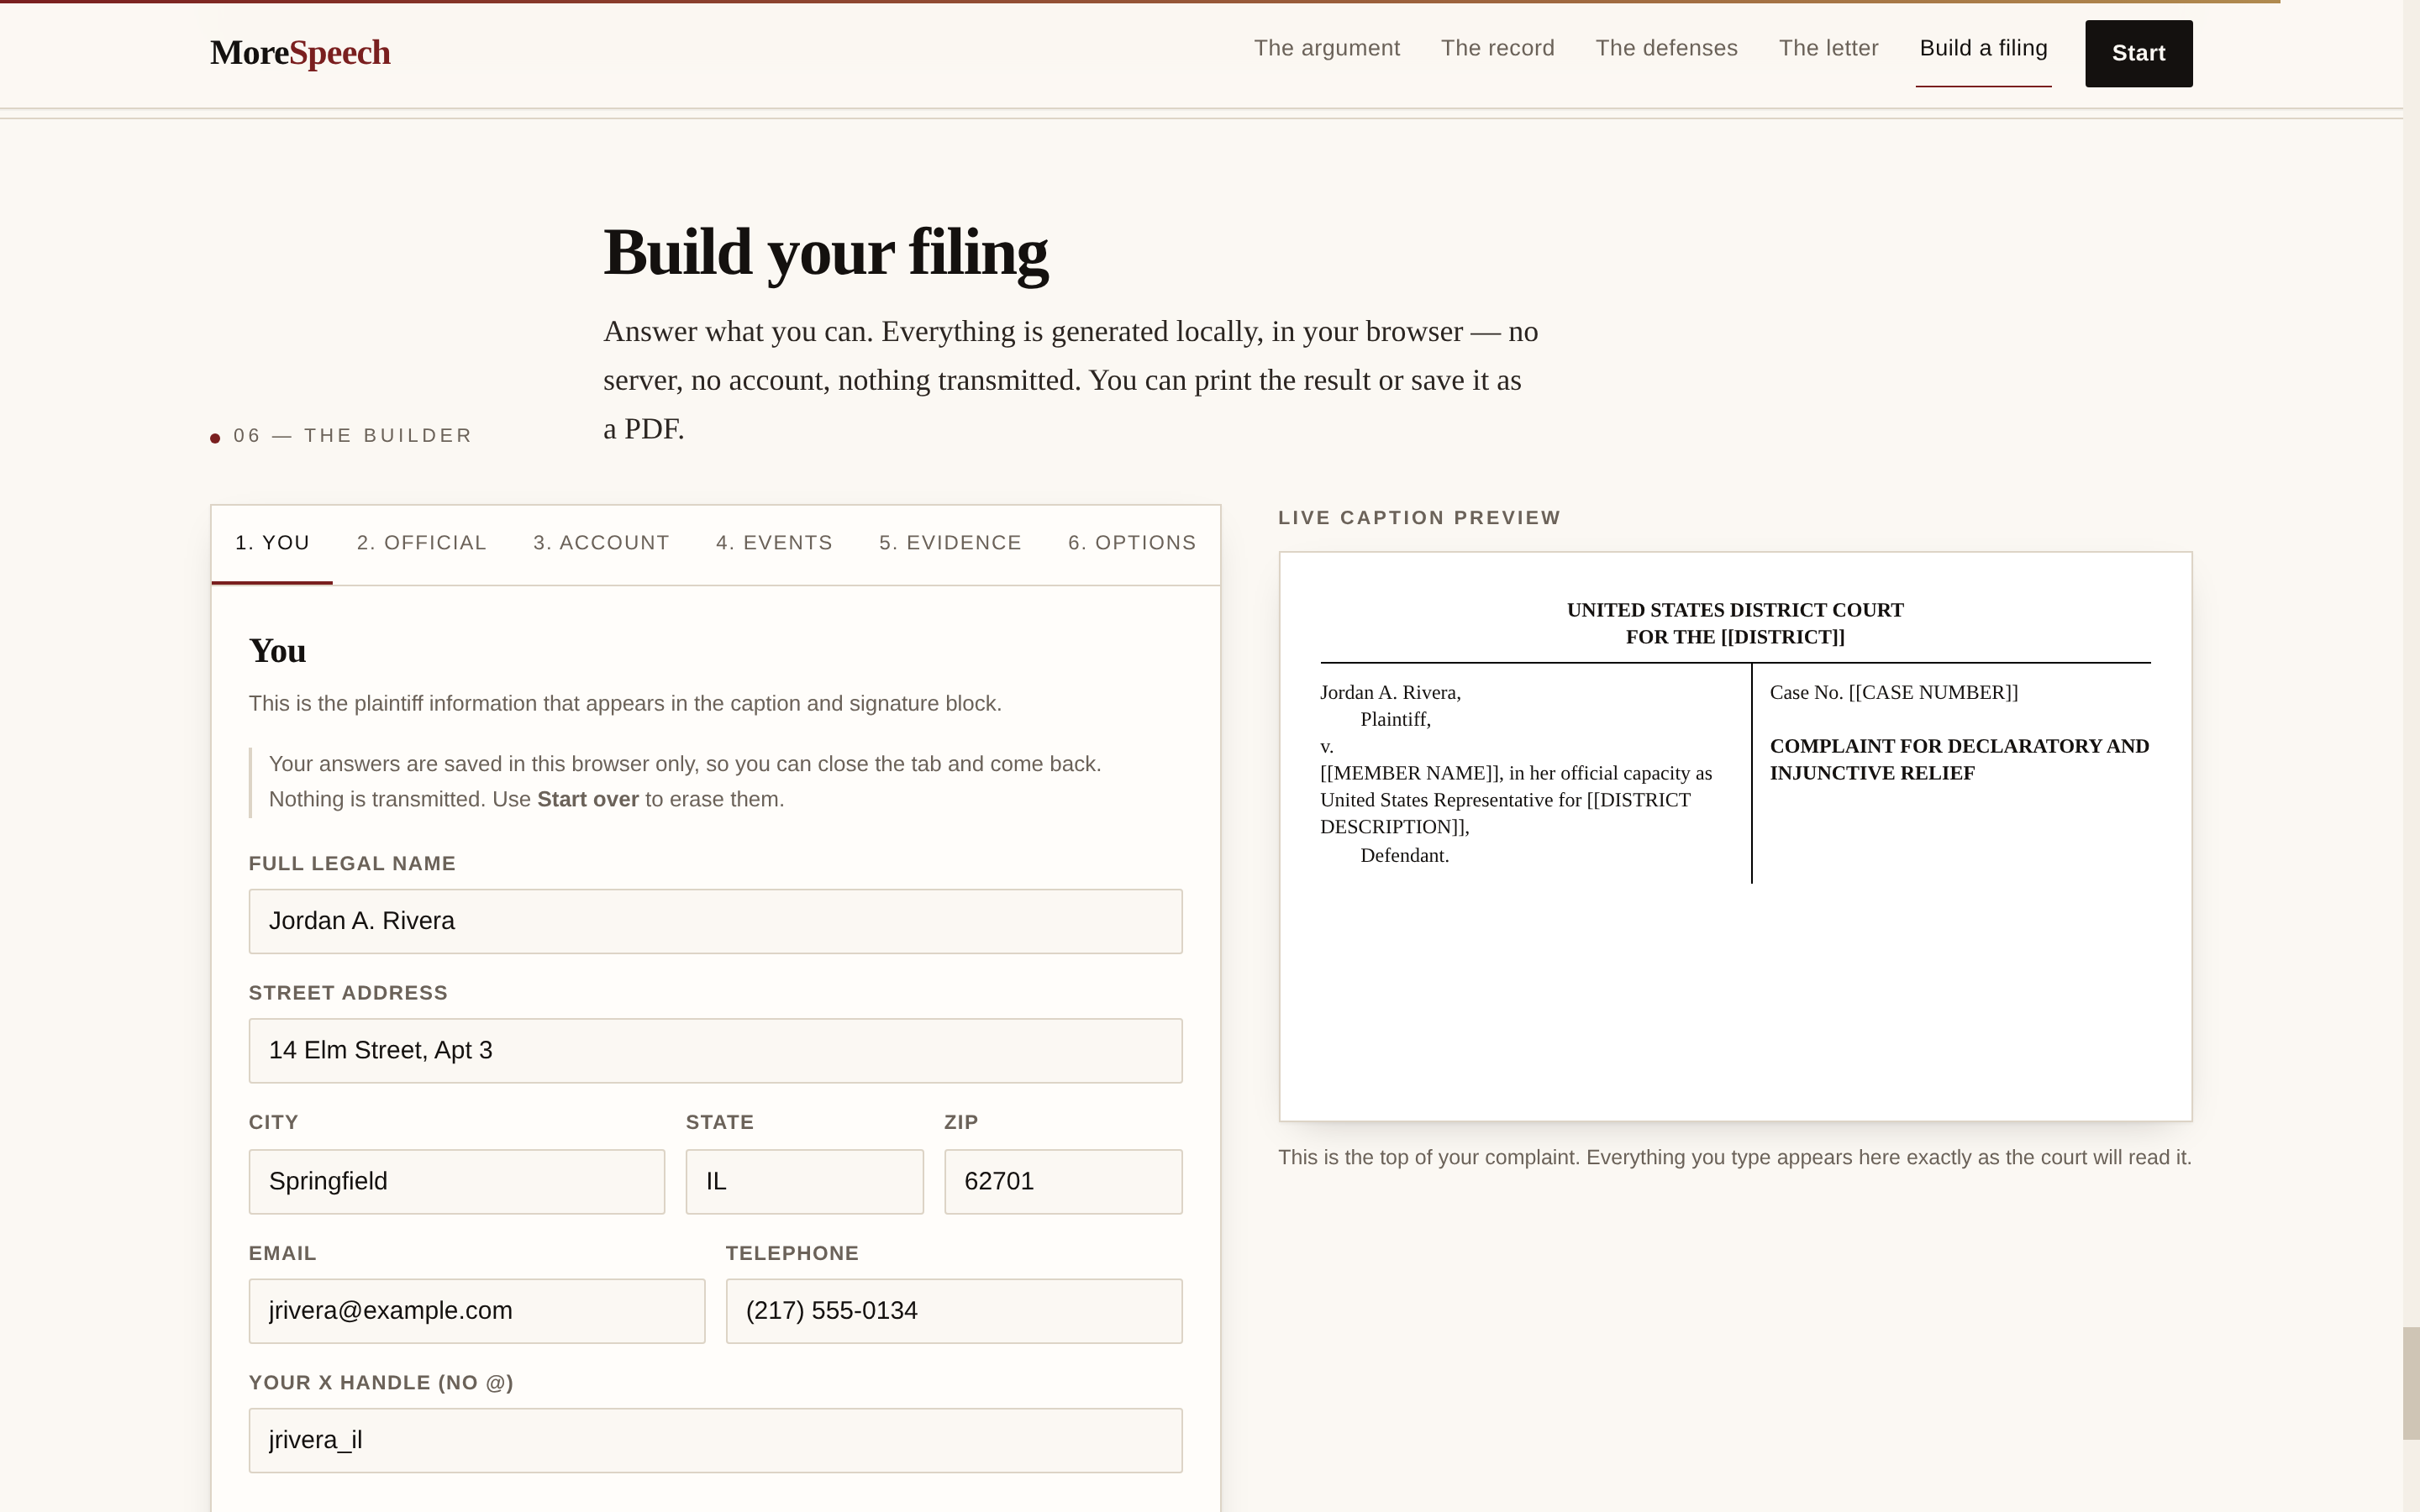 MoreSpeech
The argument
The record
The defenses
The letter
Build a filing
Start
Build your filing
Answer what you can. Everything is generated locally, in your browser — no
server, no account, nothing transmitted. You can print the result or save it as
a PDF.
06 — THE BUILDER
1. YOU
2. OFFICIAL
3. ACCOUNT
4. EVENTS
5. EVIDENCE
6. OPTIONS
You
This is the plaintiff information that appears in the caption and signature block.
Your answers are saved in this browser only, so you can close the tab and come back.
Nothing is transmitted. Use Start over to erase them.
FULL LEGAL NAME
Jordan A. Rivera
STREET ADDRESS
14 Elm Street, Apt 3
CITY
STATE
ZIP
Springfield
IL
62701
EMAIL
TELEPHONE
jrivera@example.com
(217) 555-0134
YOUR X HANDLE (NO @)
jrivera_il
LIVE CAPTION PREVIEW
UNITED STATES DISTRICT COURT
FOR THE [[DISTRICT]]
Jordan A. Rivera,
Plaintiff,
v.
[[MEMBER NAME]], in her official capacity as
United States Representative for [[DISTRICT
DESCRIPTION]],
Defendant.
Case No. [[CASE NUMBER]]
COMPLAINT FOR DECLARATORY AND
INJUNCTIVE RELIEF
This is the top of your complaint. Everything you type appears here exactly as the court will read it.